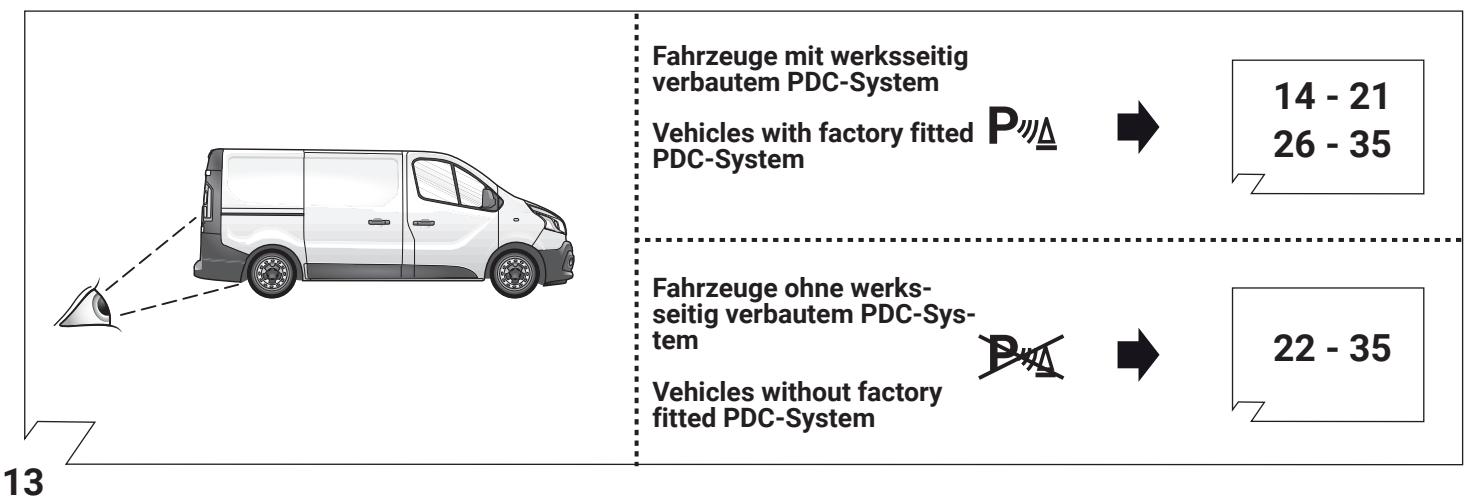 Fahrzeuge mit werksseitig
verbautem PDC-System
Vehicles with factory fitted
PDC-System
P
14 - 21
26 - 35
Fahrzeuge ohne werks-
seitig verbautem PDC-Sys-
tem
Vehicles without factory
fitted PDC-System
P
22 - 35
13